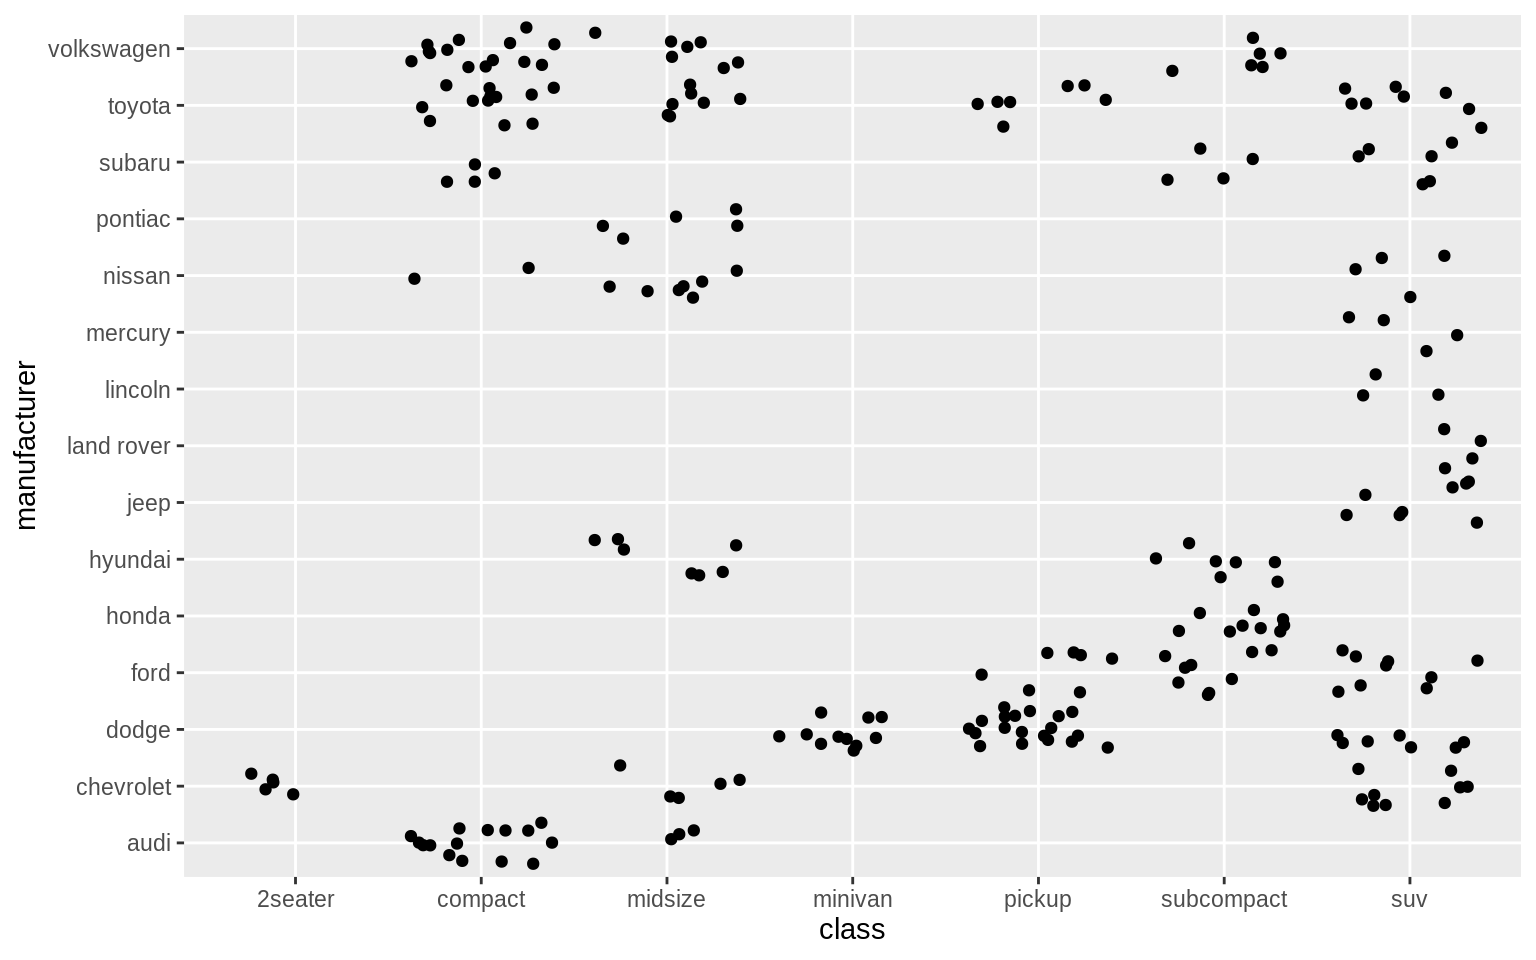 volkswagen
toyota
subaru
pontiac
nissan
mercury
lincoln
land rover
jeep
hyundai
honda
ford
dodge
chevrolet
audi
manufacturer
2seater compact midsize minivan pickup subcompact suv
class